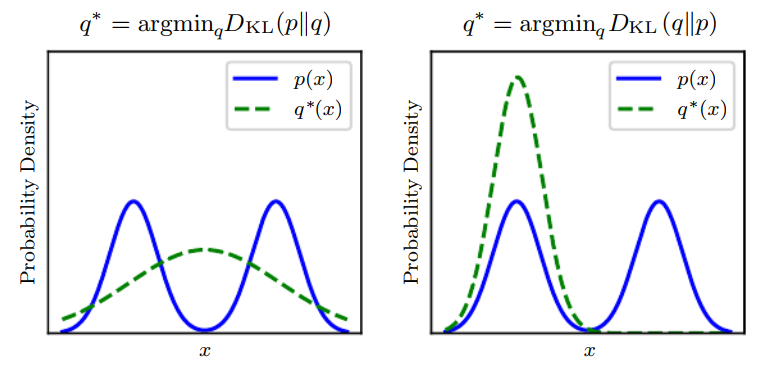 q* = argmin_q D_KL(p‖q)
p(x)
q*(x)
Probability Density
x
q* = argmin_q D_KL (q‖p)
p(x)
q*(x)
Probability Density
x